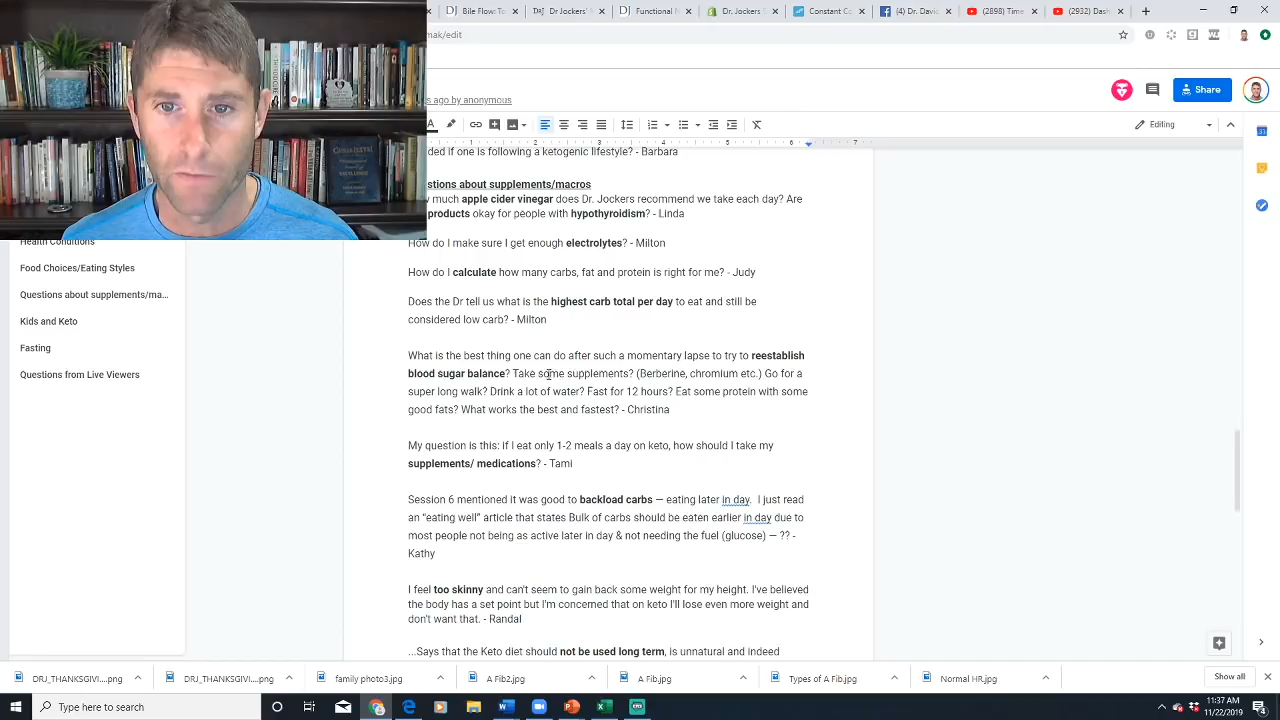 Bile Flow: To
Dr. Jockers'
Functional N
Dr. Jockers
Constant Co
(4) Dr. David
(2898) Time
(2932) Dash
mak/edit
s ago by anonymous
Share
Editing
1 2 3 4 5 6 7
ded if one is following a ketogenic lifestyle? - Barbara
stions about supplements/macros
much apple cider vinegar does Dr. Jockers recommend we take each day? Are
products okay for people with hypothyroidism? - Linda
How do I make sure I get enough electrolytes? - Milton
How do I calculate how many carbs, fat and protein is right for me? - Judy
Does the Dr tell us what is the highest carb total per day to eat and still be
considered low carb? - Milton
What is the best thing one can do after such a momentary lapse to try to reestablish
blood sugar balance? Take some supplements? (Berberine, chromium etc.) Go for a
super long walk? Drink a lot of water? Fast for 12 hours? Eat some protein with some
good fats? What works the best and fastest? - Christina
My question is this: if I eat only 1-2 meals a day on keto, how should I take my
supplements/ medications? - Tami
Session 6 mentioned it was good to backload carbs — eating later in day. I just read
an “eating well” article that states Bulk of carbs should be eaten earlier in day due to
most people not being as active later in day & not needing the fuel (glucose) — ?? -
Kathy
I feel too skinny and can't seem to gain back some weight for my height. I've believed
the body has a set point but I'm concerned that on keto I'll lose even more weight and
don't want that. - Randal
...Says that the Keto diet should not be used long term, is unnatural and indeed
Health Conditions
Food Choices/Eating Styles
Questions about supplements/ma...
Kids and Keto
Fasting
Questions from Live Viewers
DRJ_THANKSGIVI....png
DRJ_THANKSGIVI....png
family photo3.jpg
A Fib2.jpg
A Fib.jpg
Types of A Fib.jpg
Normal HR.jpg
Show all
Type here to search
11:37 AM
11/22/2019